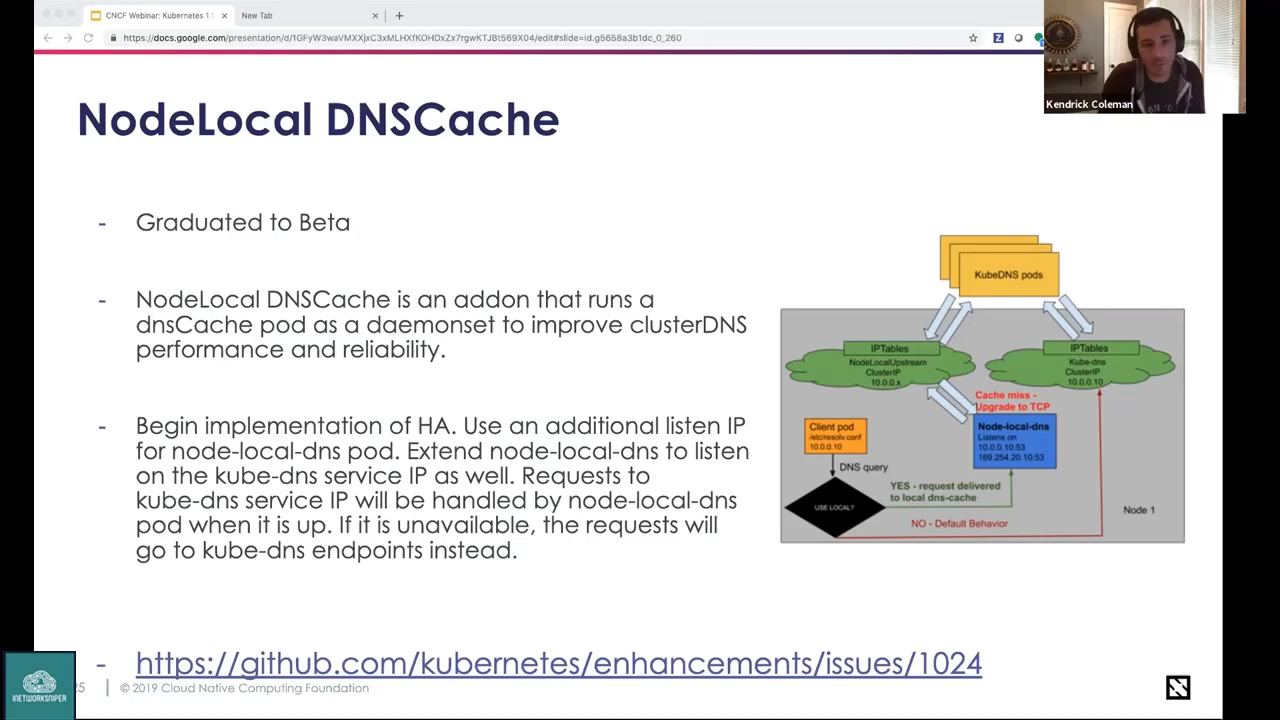 CNCF Webinar: Kubernetes 1.1
New Tab
https://docs.google.com/presentation/d/1GFyW3waVMXXjxC3xMLHXfKOHDxZx7rgwKTJBt569X04/edit#slide=id.g5658a3b1dc_0_260
Kendrick Coleman
NodeLocal DNSCache
- Graduated to Beta
- NodeLocal DNSCache is an addon that runs a
dnsCache pod as a daemonset to improve clusterDNS
performance and reliability.
- Begin implementation of HA. Use an additional listen IP
for node-local-dns pod. Extend node-local-dns to listen
on the kube-dns service IP as well. Requests to
kube-dns service IP will be handled by node-local-dns
pod when it is up. If it is unavailable, the requests will
go to kube-dns endpoints instead.
- https://github.com/kubernetes/enhancements/issues/1024
KubeDNS pods
IPTables
NodeLocalUpstream
ClusterIP
10.0.0.x
IPTables
Kube-dns
ClusterIP
10.0.0.10
Cache miss -
Upgrade to TCP
Client pod
/etc/resolv.conf
10.0.0.10
Node-local-dns
Listens on
10.0.0.10:53
169.254.20.10:53
DNS query
YES - request delivered
to local dns-cache
USE LOCAL?
NO - Default Behavior
Node 1
© 2019 Cloud Native Computing Foundation
INETWORKSNIPER